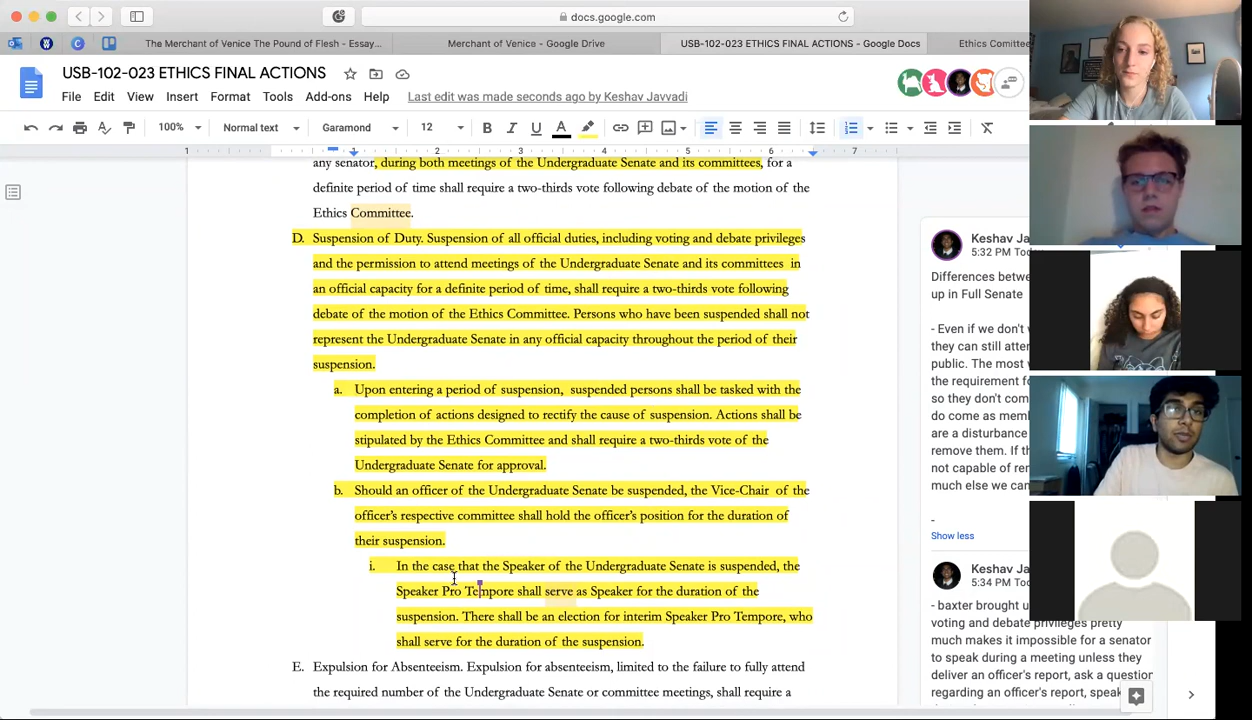 docs.google.com
The Merchant of Venice The Pound of Flesh - Essay...
Merchant of Venice - Google Drive
USB-102-023 ETHICS FINAL ACTIONS - Google Docs
Ethics Comittee
USB-102-023 ETHICS FINAL ACTIONS
File Edit View Insert Format Tools Add-ons Help Last edit was made seconds ago by Keshav Javvadi
100% Normal text Garamond 12 B I U A
1 1 2 3 4 5 6 7
any senator, during both meetings of the Undergraduate Senate and its committees, for a
definite period of time shall require a two-thirds vote following debate of the motion of the
Ethics Committee.
D. Suspension of Duty. Suspension of all official duties, including voting and debate privileges
and the permission to attend meetings of the Undergraduate Senate and its committees in
an official capacity for a definite period of time, shall require a two-thirds vote following
debate of the motion of the Ethics Committee. Persons who have been suspended shall not
represent the Undergraduate Senate in any official capacity throughout the period of their
suspension.
a. Upon entering a period of suspension, suspended persons shall be tasked with the
completion of actions designed to rectify the cause of suspension. Actions shall be
stipulated by the Ethics Committee and shall require a two-thirds vote of the
Undergraduate Senate for approval.
b. Should an officer of the Undergraduate Senate be suspended, the Vice-Chair of the
officer's respective committee shall hold the officer's position for the duration of
their suspension.
i. In the case that the Speaker of the Undergraduate Senate is suspended, the
Speaker Pro Tempore shall serve as Speaker for the duration of the
suspension. There shall be an election for interim Speaker Pro Tempore, who
shall serve for the duration of the suspension.
E. Expulsion for Absenteeism. Expulsion for absenteeism, limited to the failure to fully attend
the required number of the Undergraduate Senate or committee meetings, shall require a
Keshav Ja
5:32 PM Toda
Differences betwe
up in Full Senate
- Even if we don't
they can still atter
public. The most v
the requirement fo
so they don't com
do come as mem
are a disturbance
remove them. If th
not capable of rem
much else we can
-
Show less
Keshav Ja
5:34 PM Tod
- baxter brought u
voting and debate privileges pretty
much makes it impossible for a senator
to speak during a meeting unless they
deliver an officer's report, ask a question
regarding an officer's report, speak